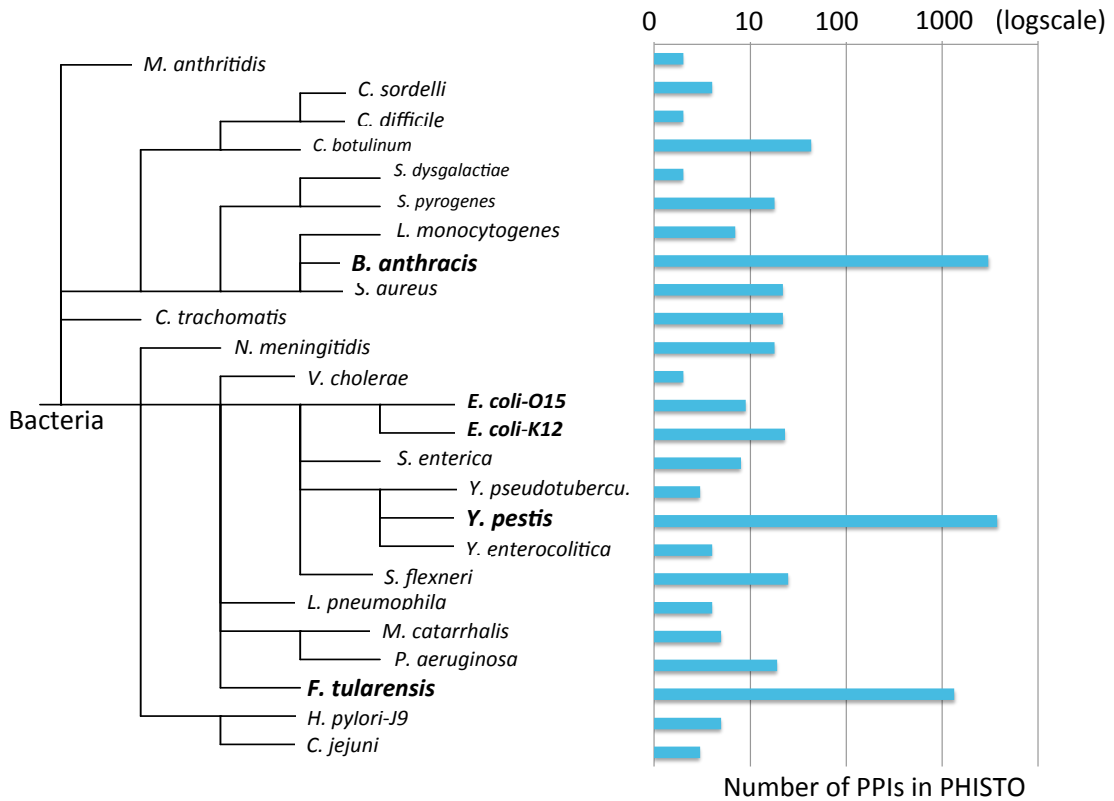 0 10 100 1000 (logscale)
M. anthritidis
C. sordelli
C. difficile
C. botulinum
S. dysgalactiae
S. pyrogenes
L. monocytogenes
B. anthracis
S. aureus
C. trachomatis
N. meningitidis
V. cholerae
Bacteria
E. coli-O15
E. coli-K12
S. enterica
Y. pseudotubercu.
Y. pestis
Y. enterocolitica
S. flexneri
L. pneumophila
M. catarrhalis
P. aeruginosa
F. tularensis
H. pylori-J9
C. jejuni
Number of PPIs in PHISTO